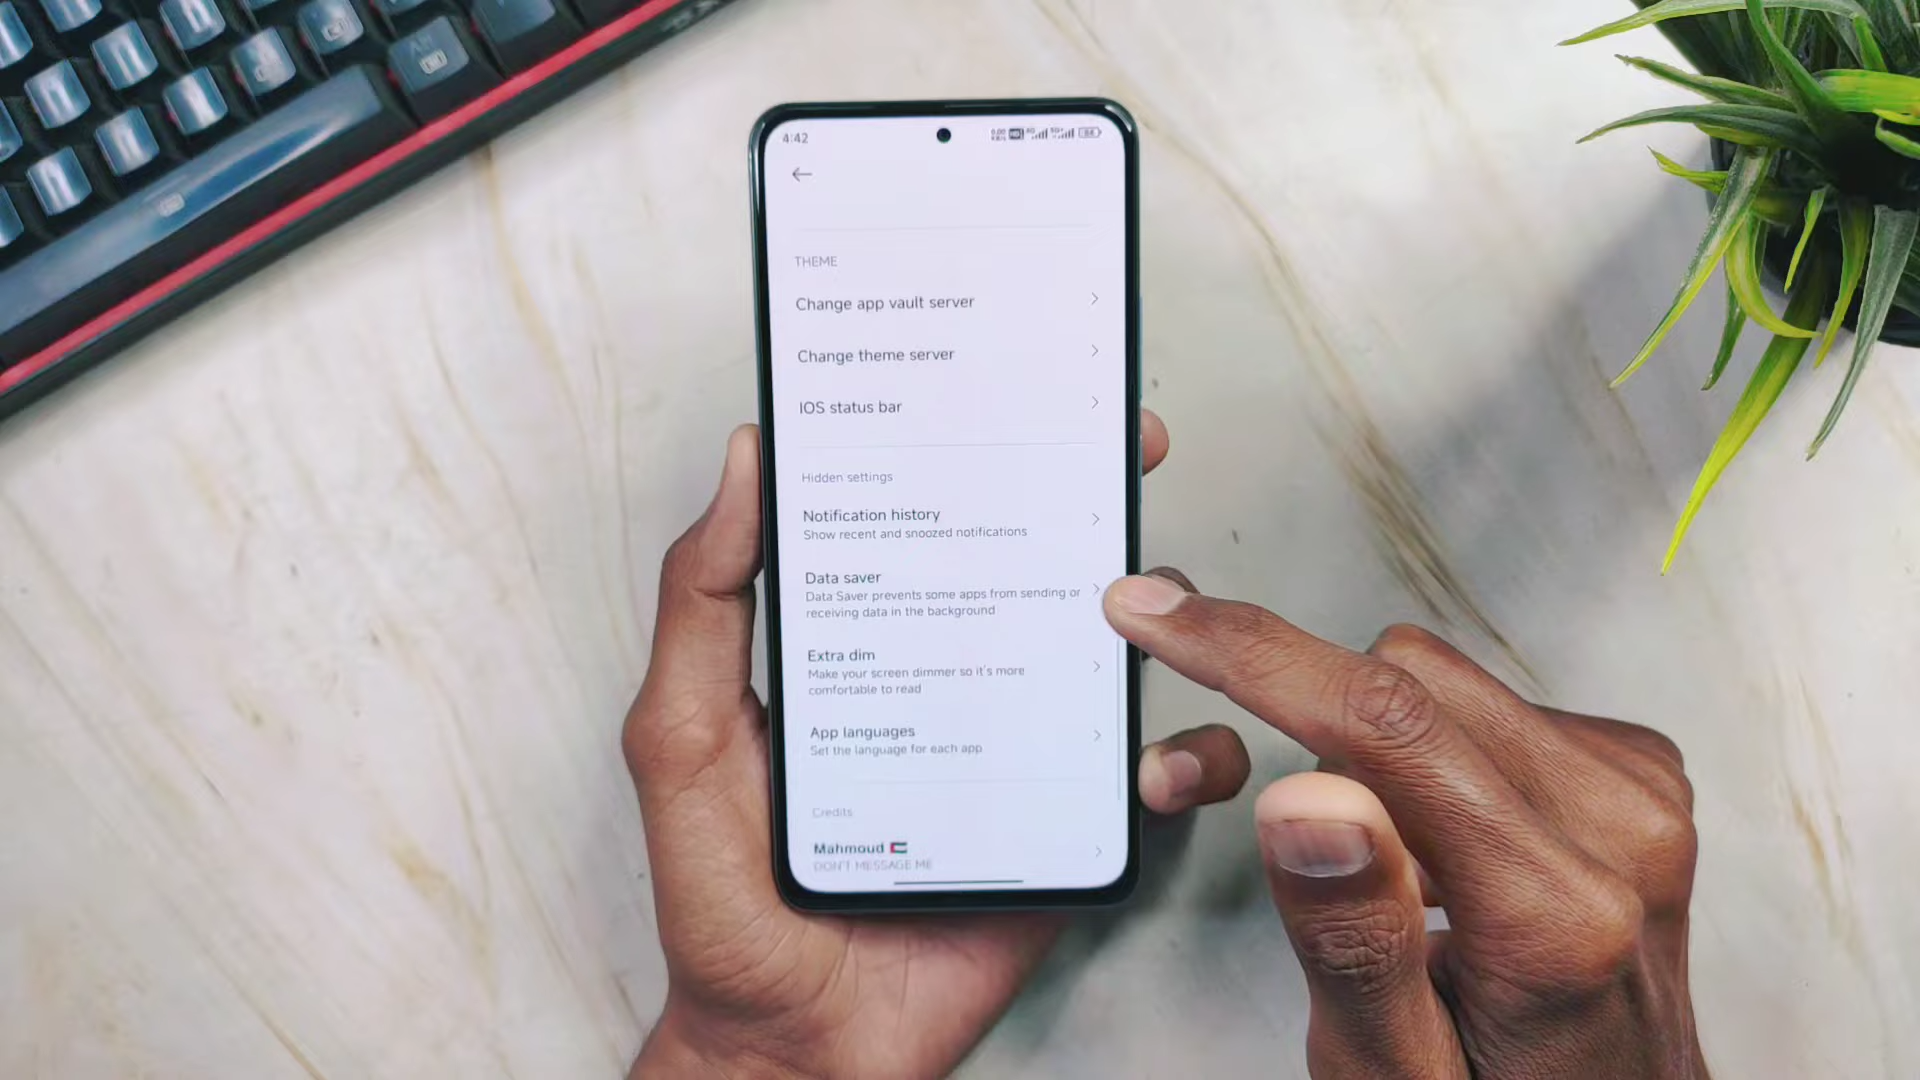 4:42
THEME
Change app vault server
Change theme server
IOS status bar
Hidden settings
Notification history
Show recent and snoozed notifications
Data saver
Data Saver prevents some apps from sending or
receiving data in the background
Extra dim
Make your screen dimmer so it's more
comfortable to read
App languages
Set the language for each app
Credits
Mahmoud
DON'T MESSAGE ME